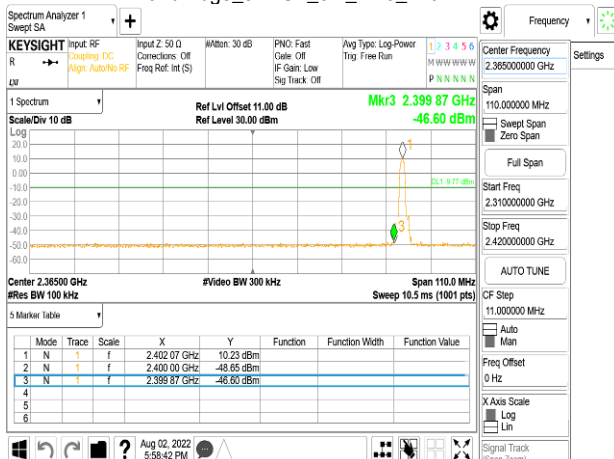 Spectrum Analyzer 1
Swept SA
+
Frequency
KEYSIGHT
R
Input: RF
Coupling: DC
Align: Auto/No RF
Input Z: 50 Ω
Corrections: Off
Freq Ref: Int (S)
#Atten: 30 dB
PNO: Fast
Gate: Off
IF Gain: Low
Sig Track: Off
Avg Type: Log-Power
Trig: Free Run
1 2 3 4 5 6
M W W W W W
P N N N N N
Center Frequency
2.365000000 GHz
Settings
Span
110.000000 MHz
Swept Span
Zero Span
Full Span
Start Freq
2.310000000 GHz
Stop Freq
2.420000000 GHz
AUTO TUNE
CF Step
11.000000 MHz
Auto
Man
Freq Offset
0 Hz
X Axis Scale
Log
Lin
Signal Track
1 Spectrum
Scale/Div 10 dB
Ref Lvl Offset 11.00 dB
Ref Level 30.00 dBm
Mkr3 2.399 87 GHz
-46.60 dBm
Log
20.0
10.0
0.00
-10.0
-20.0
-30.0
-40.0
-50.0
-60.0
1
DL1 -9.77 dBm
3
Center 2.36500 GHz
#Video BW 300 kHz
Span 110.0 MHz
#Res BW 100 kHz
Sweep 10.5 ms (1001 pts)
5 Marker Table
Mode Trace Scale X Y Function Function Width Function Value
1 N 1 f 2.402 07 GHz 10.23 dBm
2 N 1 f 2.400 00 GHz -48.65 dBm
3 N 1 f 2.399 87 GHz -46.60 dBm
4
5
6
?
Aug 02, 2022
5:58:42 PM